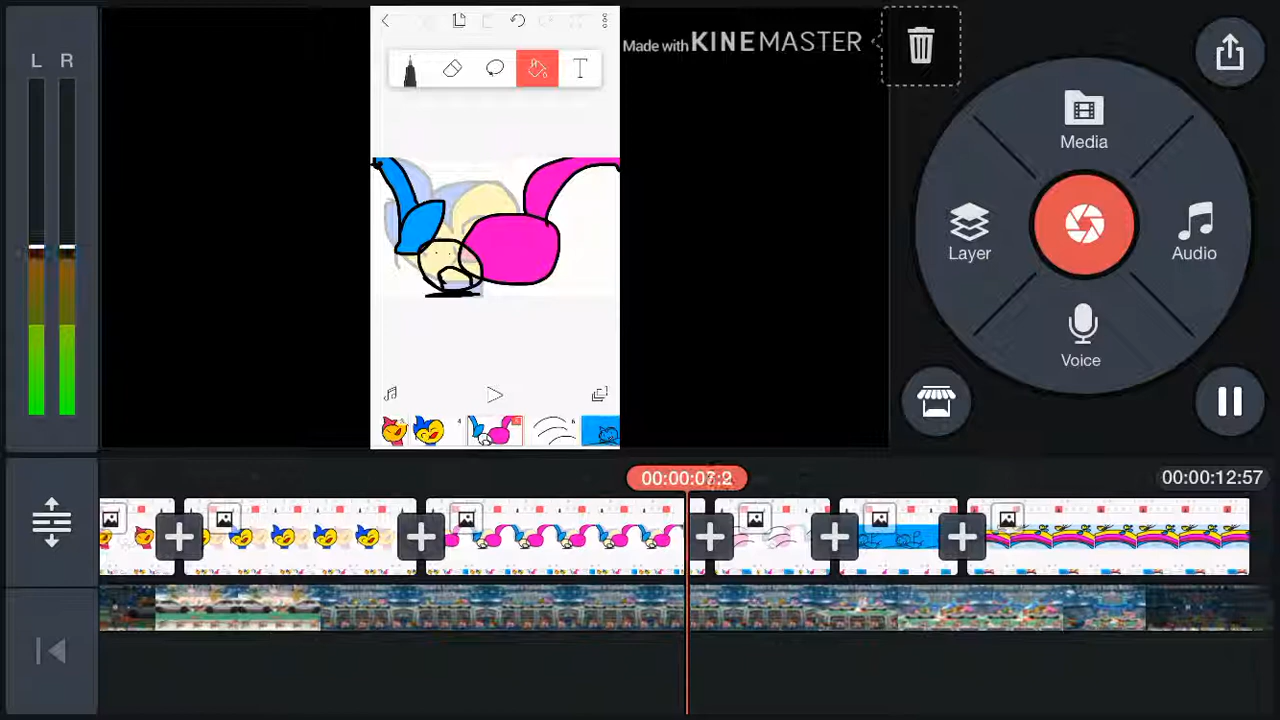 L R
T
Made with KINEMASTER
Media
Layer
Audio
Voice
00:00:12:57